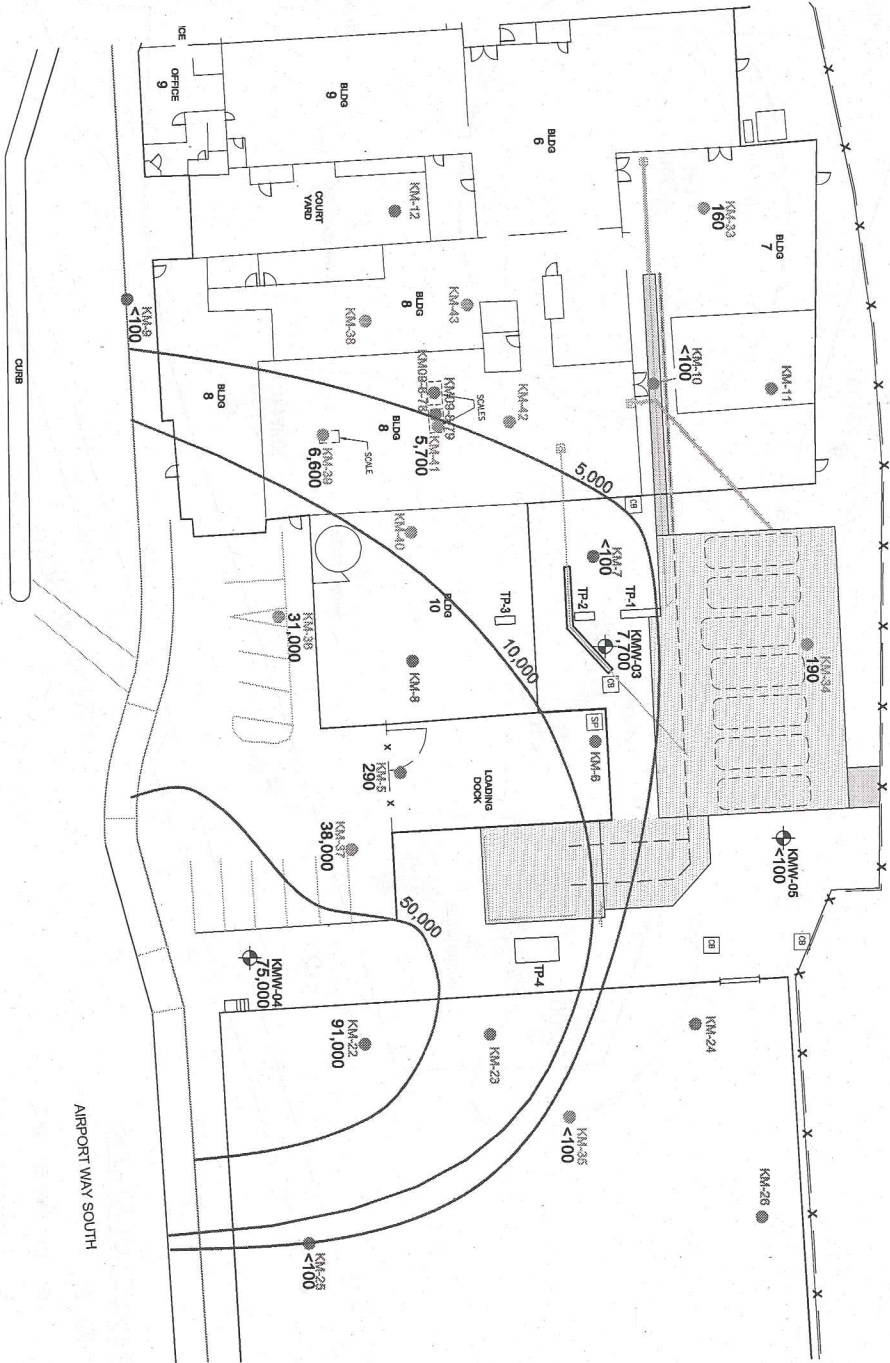 ICE
OFFICE
9
BLDG
9
BLDG
6
COURT
YARD
KM-12
KM-33
160
BLDG
7
KM-9
<100
CURB
BLDG
8
KM-38
BLDG
8
KM-43
KM-10
<100
KM-11
KM09-B-78
KM09-B-79
SCALES
KM-41
5,700
KM-42
BLDG
8
SCALE
KM-39
6,600
5,000
CB
KM-40
KM-7
<100
TP-1
TP-2
TP-3
BLDG
10
KMW-03
7,700
CB
KM-34
190
KM-36
31,000
KM-8
10,000
SP
KM-6
X
KM-5
290
X
LOADING
DOCK
KM-37
38,000
50,000
KMW-05
<100
CB
CB
TP-4
KMW-04
75,000
KM-22
91,000
KM-23
KM-24
KM-35
<100
KM-26
KM-25
<100
AIRPORT WAY SOUTH